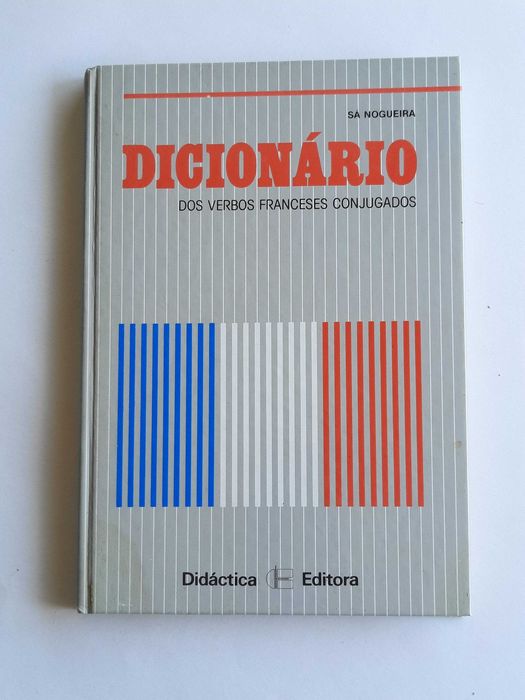 SÁ NOGUEIRA
DICIONÁRIO
DOS VERBOS FRANCESES CONJUGADOS
Didáctica Editora